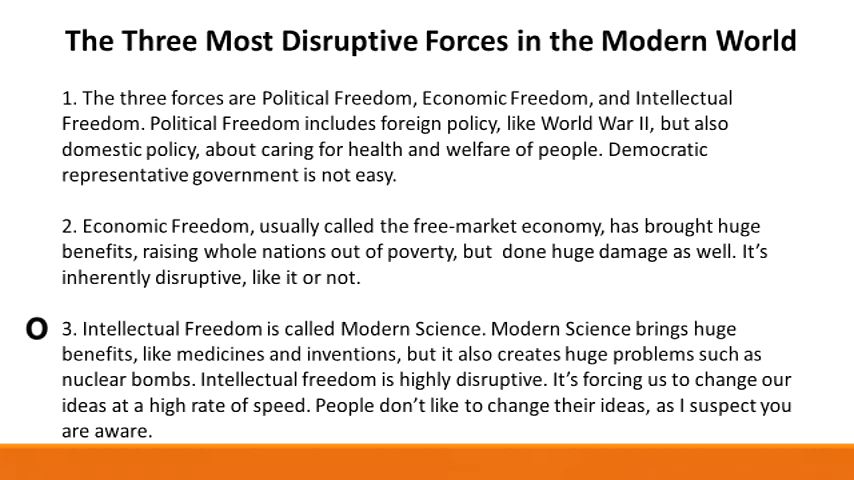 The Three Most Disruptive Forces in the Modern World
1. The three forces are Political Freedom, Economic Freedom, and Intellectual
Freedom. Political Freedom includes foreign policy, like World War II, but also
domestic policy, about caring for health and welfare of people. Democratic
representative government is not easy.
2. Economic Freedom, usually called the free-market economy, has brought huge
benefits, raising whole nations out of poverty, but done huge damage as well. It’s
inherently disruptive, like it or not.
O 3. Intellectual Freedom is called Modern Science. Modern Science brings huge
benefits, like medicines and inventions, but it also creates huge problems such as
nuclear bombs. Intellectual freedom is highly disruptive. It’s forcing us to change our
ideas at a high rate of speed. People don’t like to change their ideas, as I suspect you
are aware.